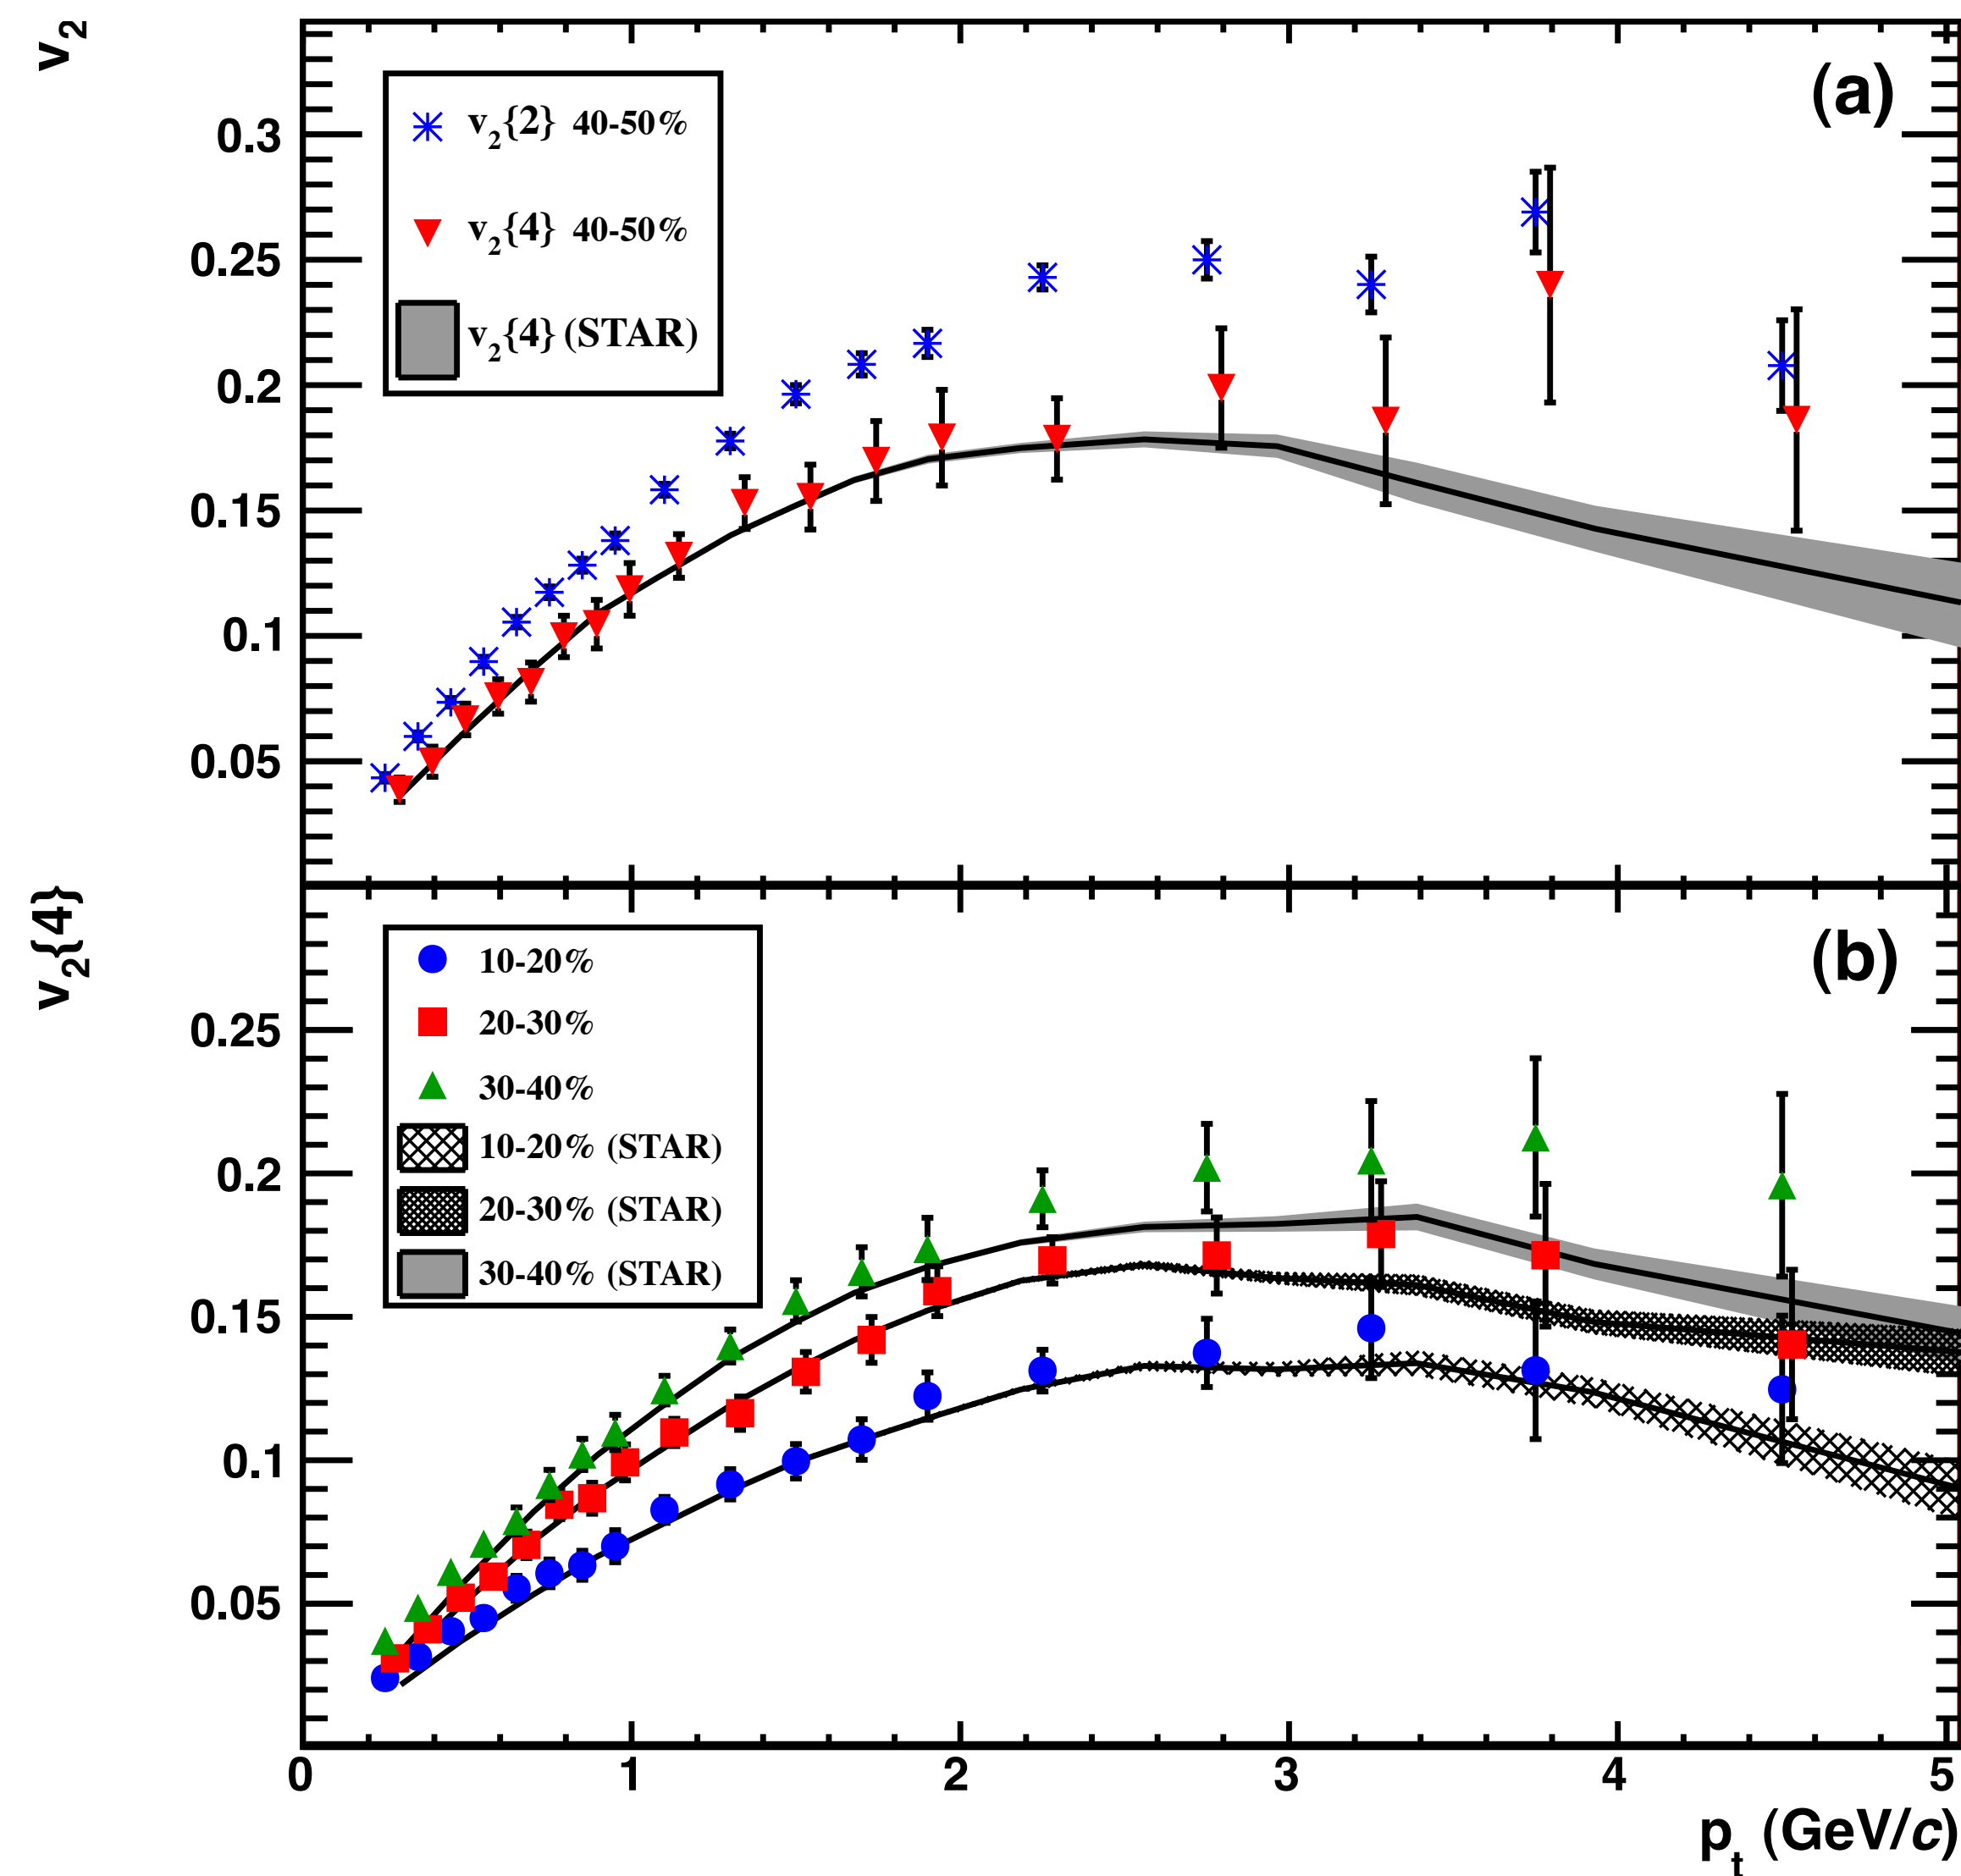 v2
(a)
v2{2} 40-50%
v2{4} 40-50%
v2{4} (STAR)
0.3
0.25
0.2
0.15
0.1
0.05
v2{4}
(b)
10-20%
20-30%
30-40%
10-20% (STAR)
20-30% (STAR)
30-40% (STAR)
0.25
0.2
0.15
0.1
0.05
0 1 2 3 4 5
pt (GeV/c)